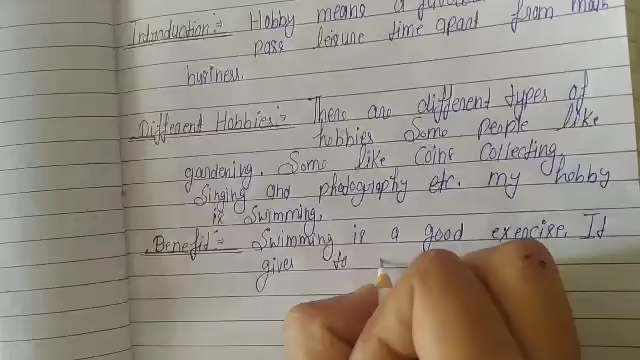 Introduction:- Hobby means a
pass leisure time apart from main
business.
Different Hobbies:- There are different types of
hobbies Some people like
gardening. Some like Coins Collecting,
Singing and photography etc. my hobby
is Swimming.
Benefit:- Swimming is a good exercise. It
gives to